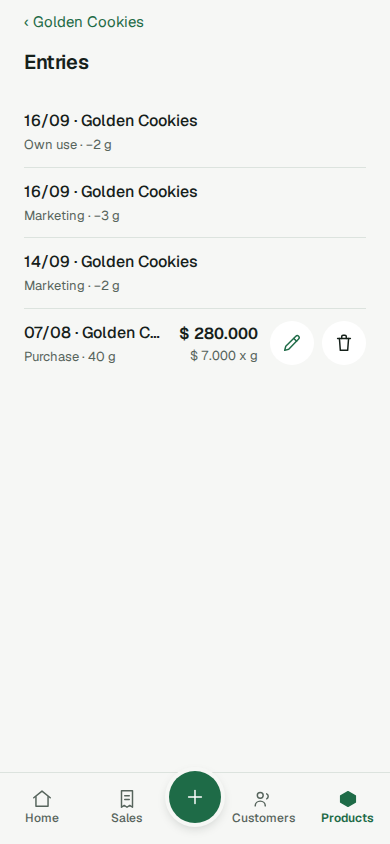 ‹ Golden Cookies
Entries
16/09 · Golden Cookies
Own use · −2 g
16/09 · Golden Cookies
Marketing · −3 g
14/09 · Golden Cookies
Marketing · −2 g
07/08 · Golden C...
$ 280.000
Purchase · 40 g
$ 7.000 x g
Home
Sales
Customers
Products